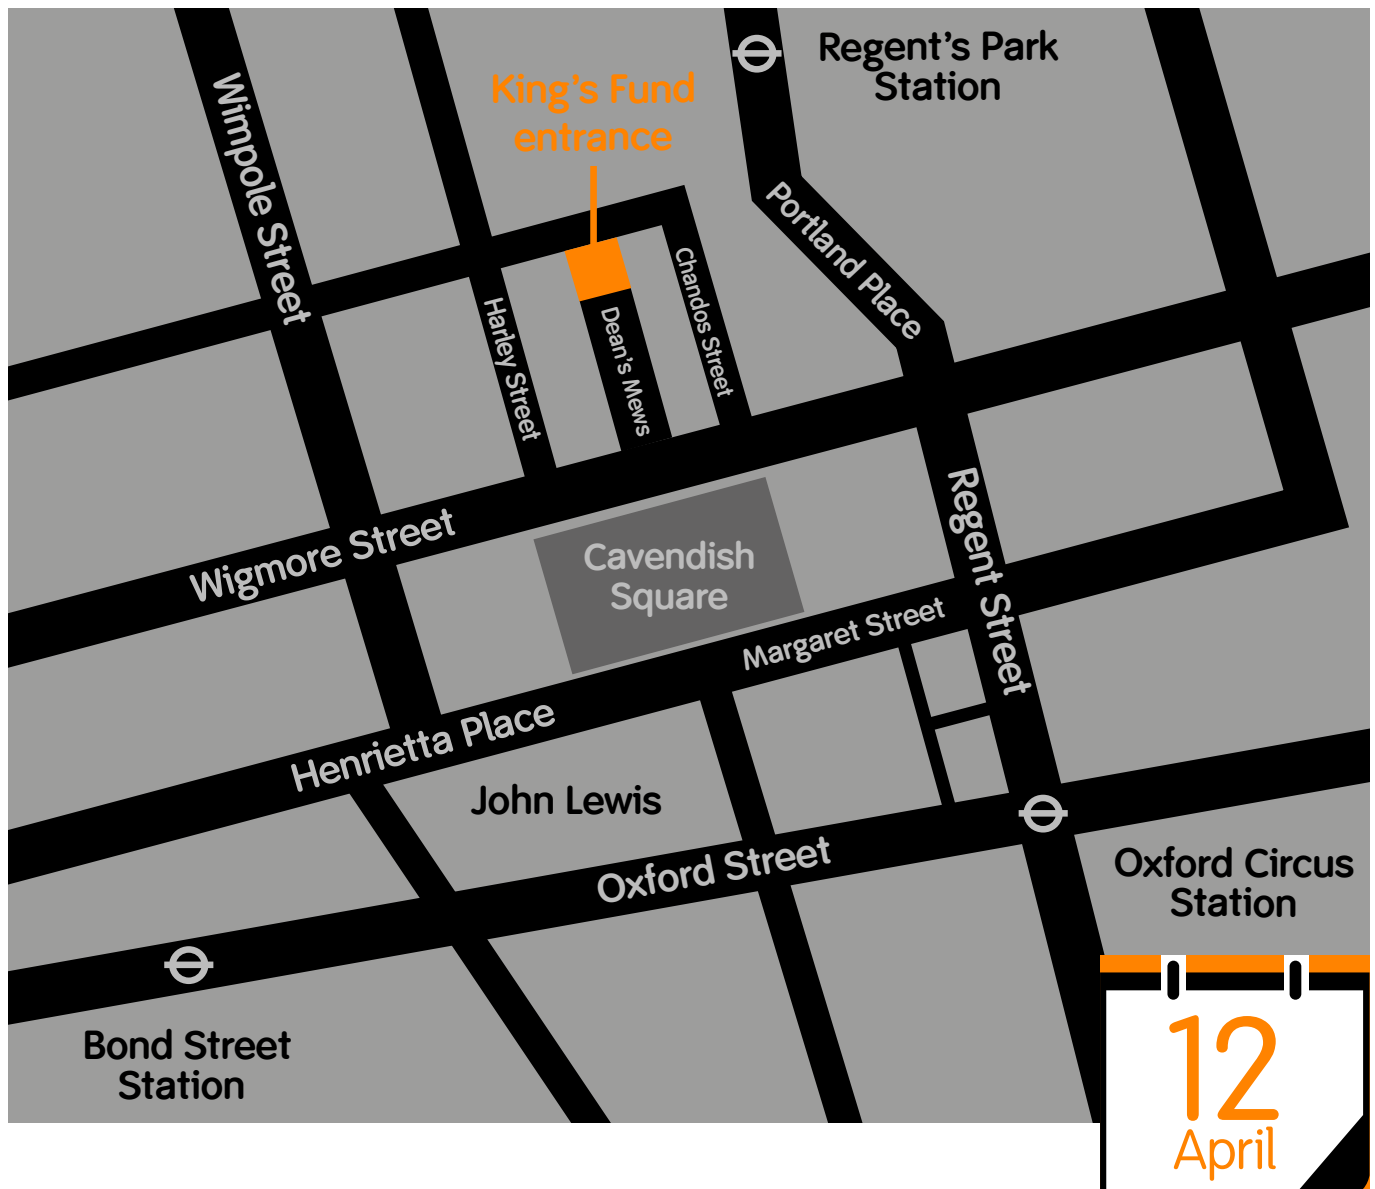 Regent’s Park
Station
King’s Fund
entrance
Wimpole Street
Portland Place
Chandos Street
Harley Street
Dean’s Mews
Regent Street
Wigmore Street
Cavendish
Square
Margaret Street
Henrietta Place
John Lewis
Oxford Street
Oxford Circus
Station
Bond Street
Station
12
April